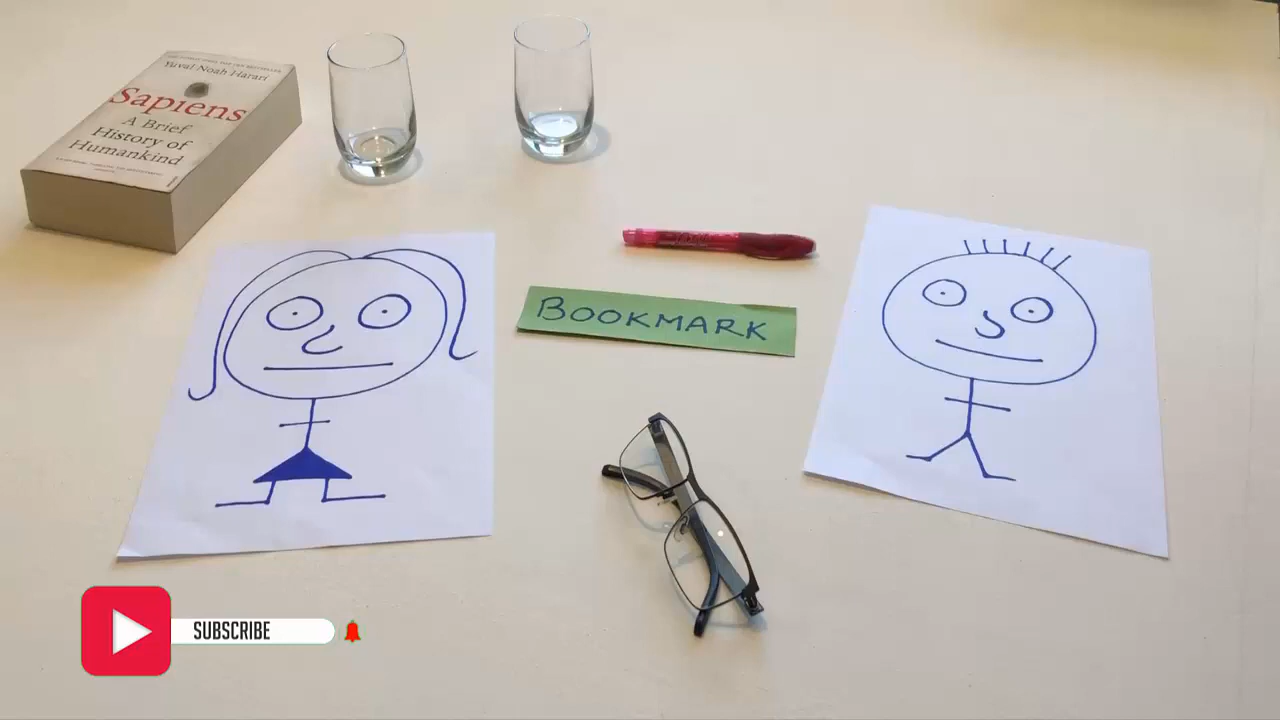 Yuval Noah Harari
Sapiens
A Brief
History of
Humankind
BOOKMARK
SUBSCRIBE